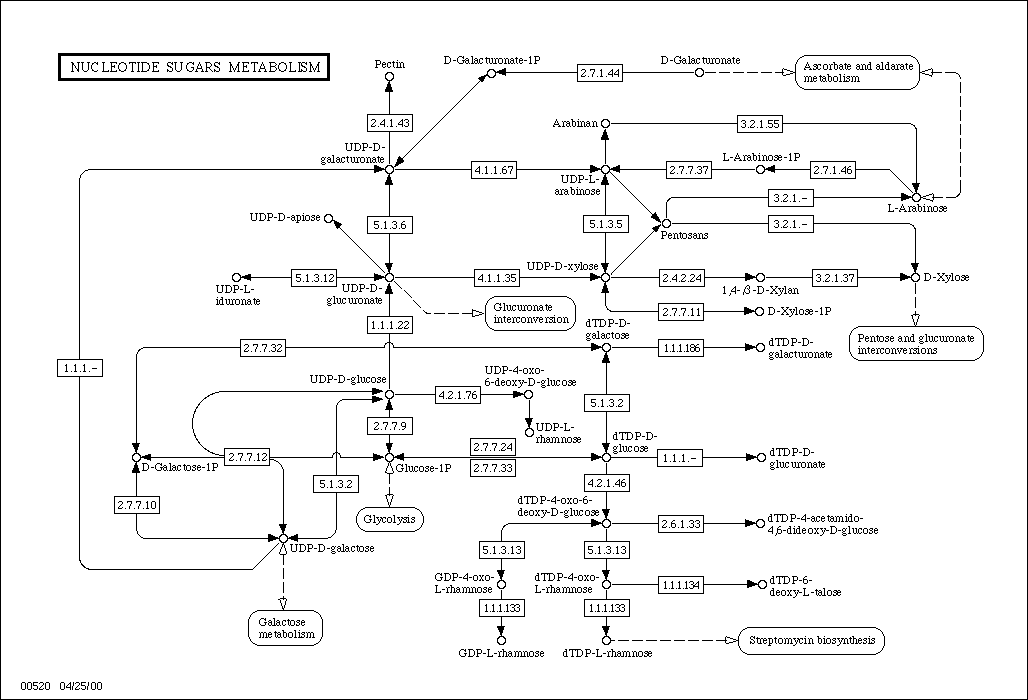 NUCLEOTIDE SUGARS METABOLISM
Pectin
D-Galacturonate-1P
2.7.1.44
D-Galacturonate
Ascorbate and aldarate
metabolism
2.4.1.43
Arabinan
3.2.1.55
UDP-D-
galacturonate
4.1.1.67
UDP-L-
arabinose
2.7.7.37
L-Arabinose-1P
2.7.1.46
3.2.1.-
L-Arabinose
UDP-D-apiose
5.1.3.6
5.1.3.5
Pentosans
3.2.1.-
UDP-L-
iduronate
5.1.3.12
UDP-D-
glucuronate
4.1.1.35
UDP-D-xylose
2.4.2.24
1,4-β-D-Xylan
3.2.1.37
D-Xylose
Glucuronate
interconversion
2.7.7.11
D-Xylose-1P
1.1.1.22
dTDP-D-
galactose
Pentose and glucuronate
interconversions
2.7.7.32
1.1.1.186
dTDP-D-
galacturonate
1.1.1.-
UDP-D-glucose
4.2.1.76
UDP-4-oxo-
6-deoxy-D-glucose
5.1.3.2
2.7.7.9
UDP-L-
rhamnose
dTDP-D-
glucose
D-Galactose-1P
2.7.7.12
Glucose-1P
2.7.7.24
2.7.7.33
1.1.1.-
dTDP-D-
glucuronate
5.1.3.2
4.2.1.46
2.7.7.10
Glycolysis
dTDP-4-oxo-6-
deoxy-D-glucose
2.6.1.33
dTDP-4-acetamido-
4,6-dideoxy-D-glucose
UDP-D-galactose
5.1.3.13
5.1.3.13
GDP-4-oxo-
L-rhamnose
dTDP-4-oxo-
L-rhamnose
1.1.1.134
dTDP-6-
deoxy-L-talose
1.1.1.133
1.1.1.133
Galactose
metabolism
GDP-L-rhamnose
dTDP-L-rhamnose
Streptomycin biosynthesis
00520 04/25/00